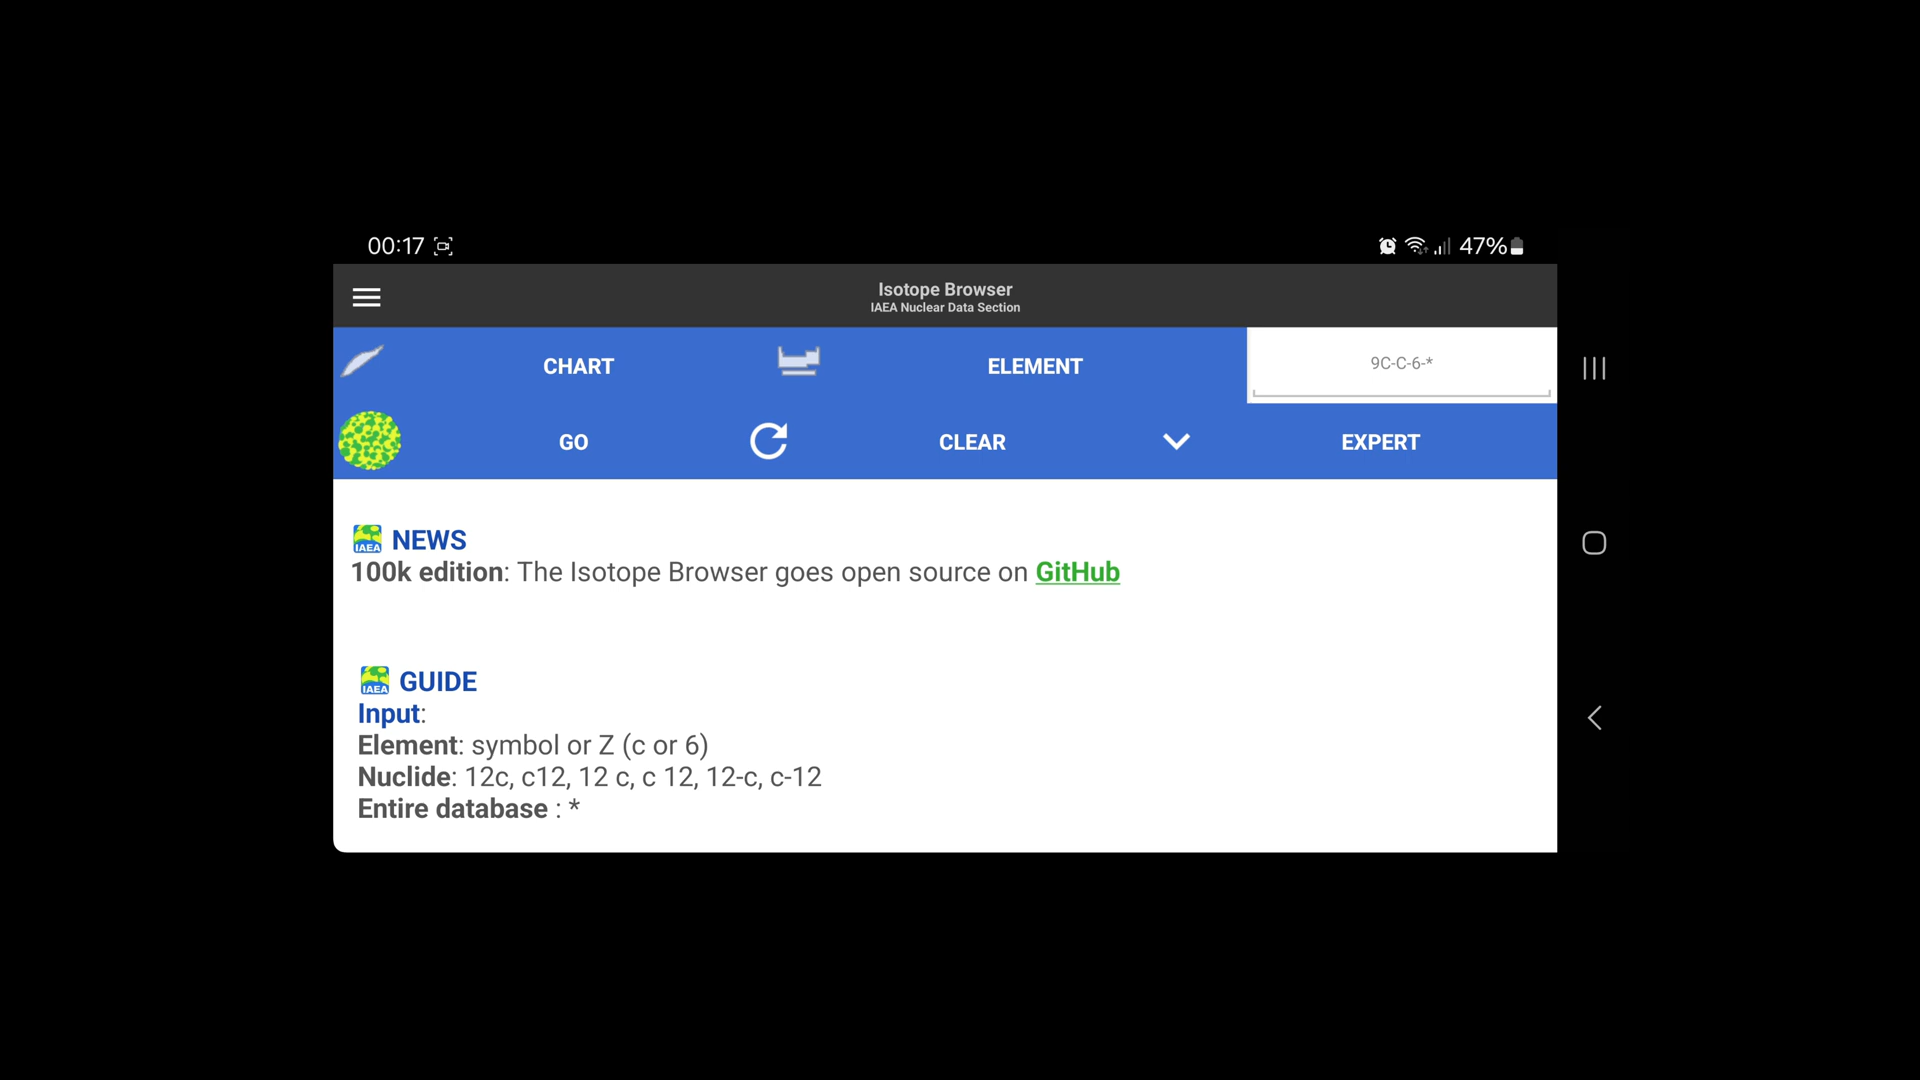 00:17 47%
Isotope Browser
IAEA Nuclear Data Section
CHART ELEMENT 9C-C-6-*
GO CLEAR EXPERT
IAEA NEWS
100k edition: The Isotope Browser goes open source on GitHub
IAEA GUIDE
Input:
Element: symbol or Z (c or 6)
Nuclide: 12c, c12, 12 c, c 12, 12-c, c-12
Entire database : *